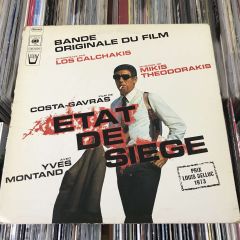 BANDE
ORIGINALE DU FILM
LOS CALCHAKIS
MIKIS
THEODORAKIS
COSTA-GAVRAS
ETAT
DE
SIEGE
AVEC
YVES
MONTAND
PRIX
LOUIS DELLUC
1973